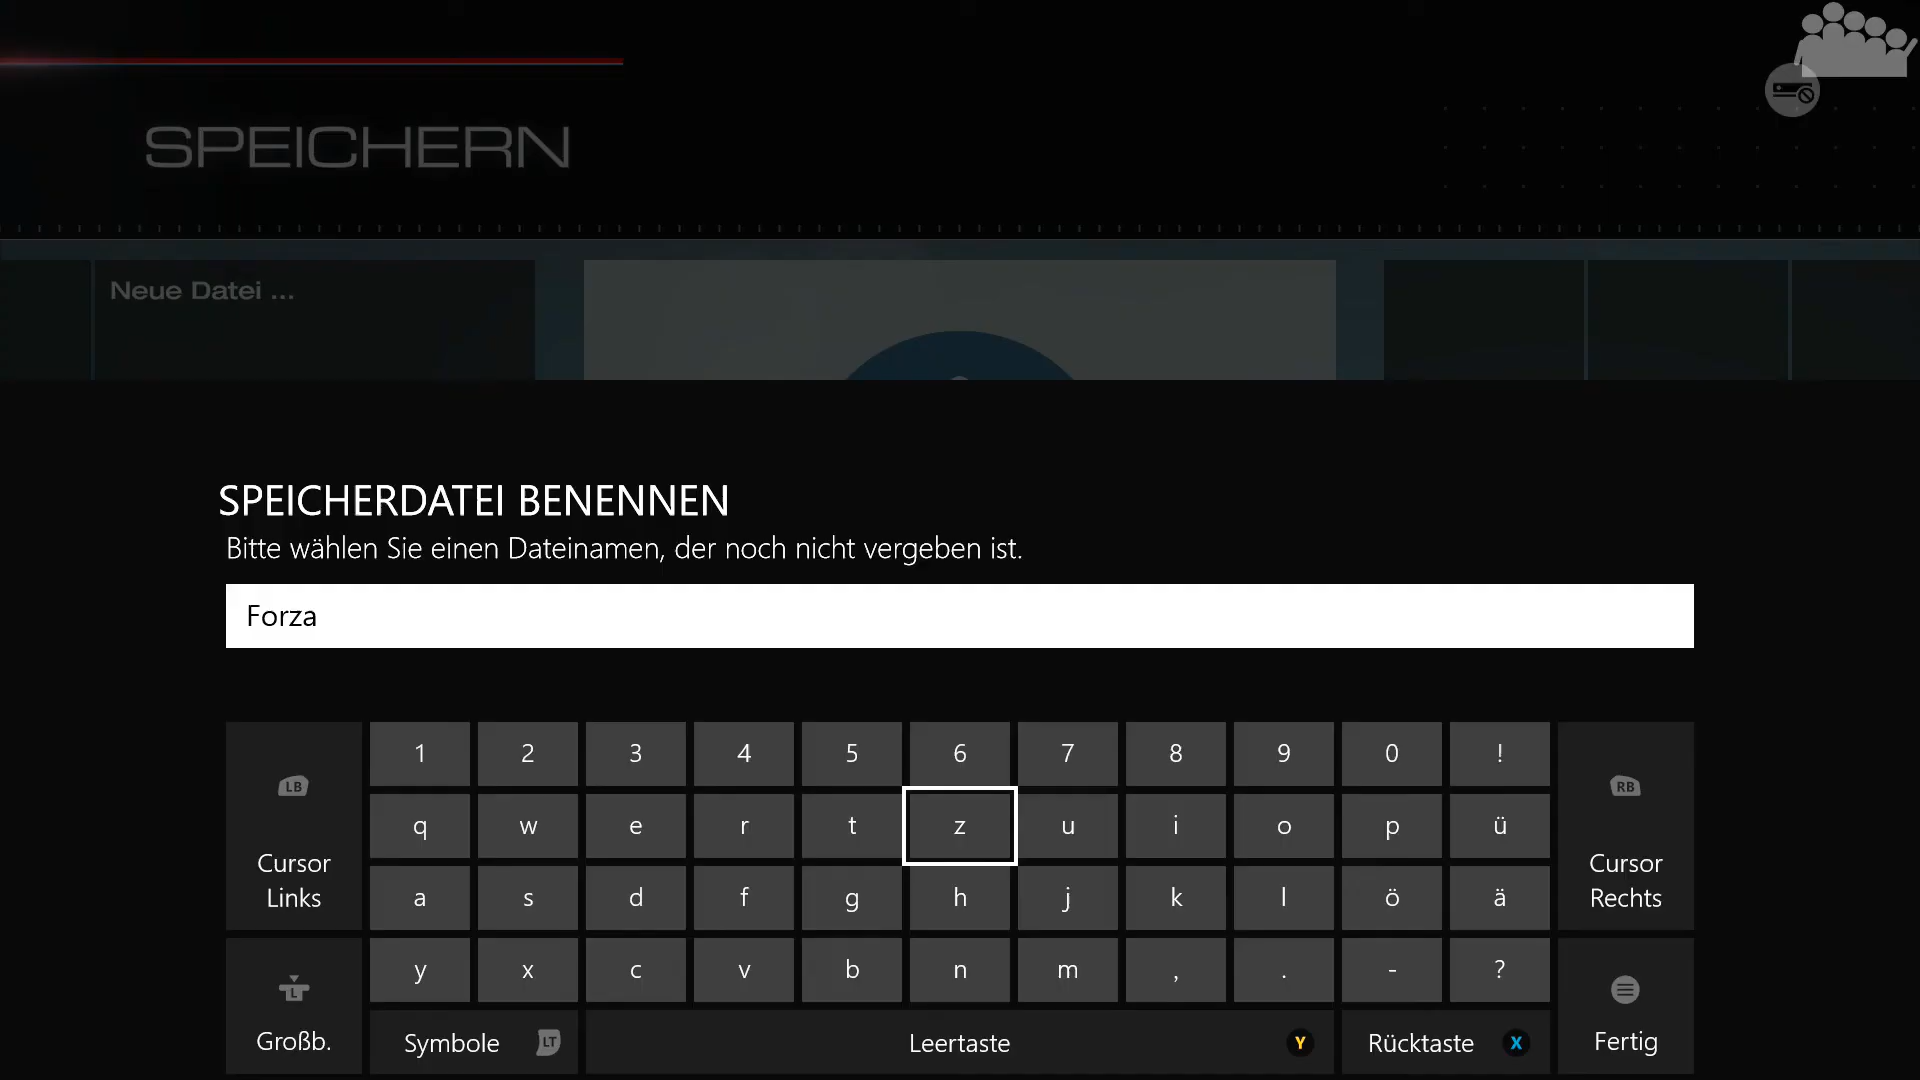 SPEICHERN
Neue Datei ...
SPEICHERDATEI BENENNEN
Bitte wählen Sie einen Dateinamen, der noch nicht vergeben ist.
Forza
LB
Cursor
Links
1 2 3 4 5 6 7 8 9 0 !
q w e r t z u i o p ü
a s d f g h j k l ö ä
y x c v b n m , . - ?
RB
Cursor
Rechts
L
Großb.
Symbole LT
Leertaste Y
Rücktaste X
Fertig